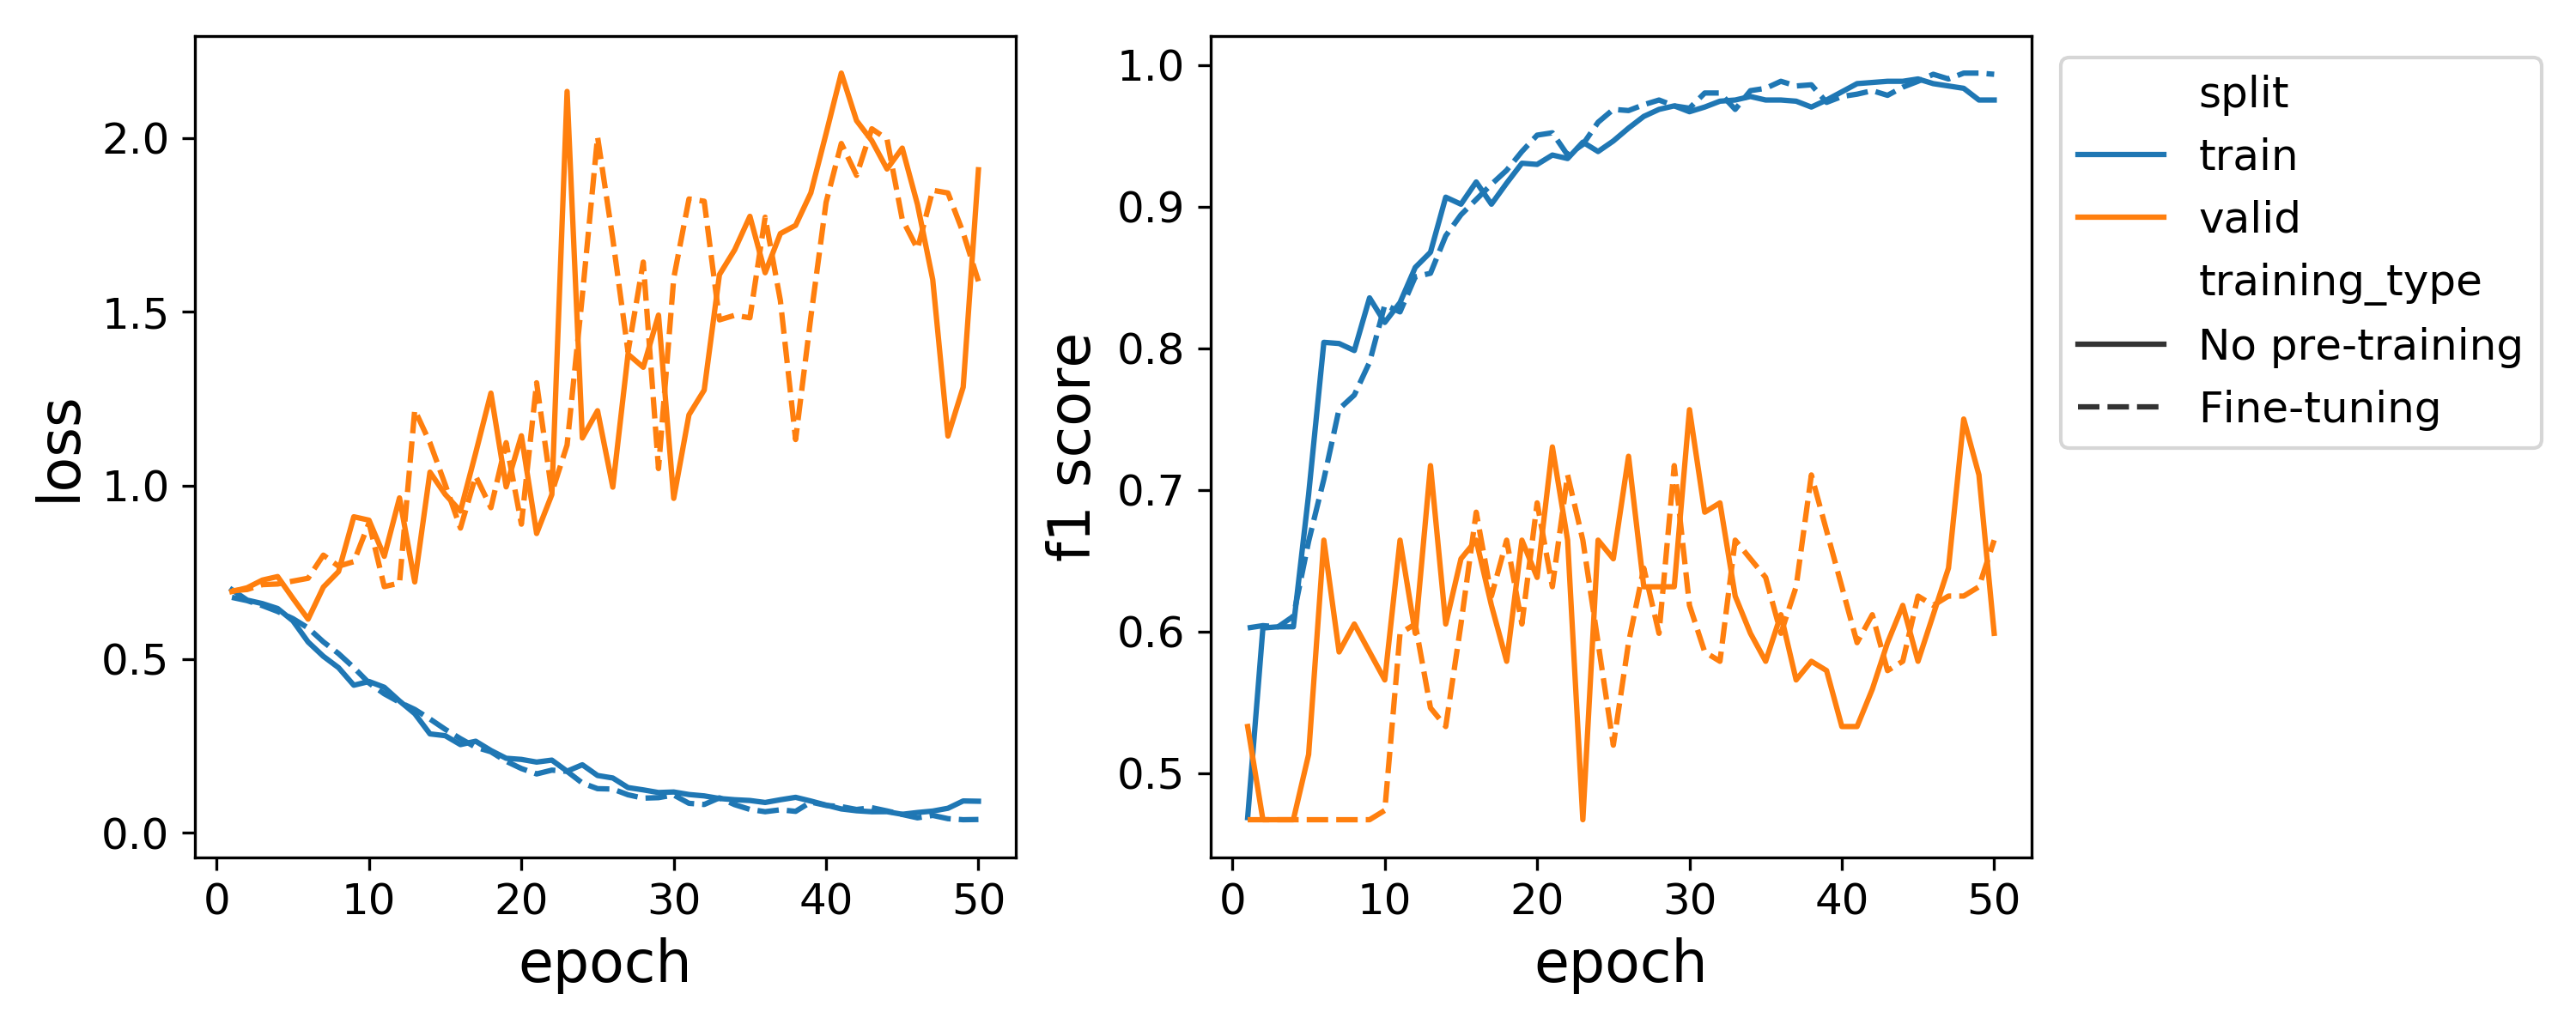 loss
2.0
1.5
1.0
0.5
0.0
0 10 20 30 40 50
epoch
f1 score
1.0
0.9
0.8
0.7
0.6
0.5
0 10 20 30 40 50
epoch
split
train
valid
training_type
No pre-training
Fine-tuning